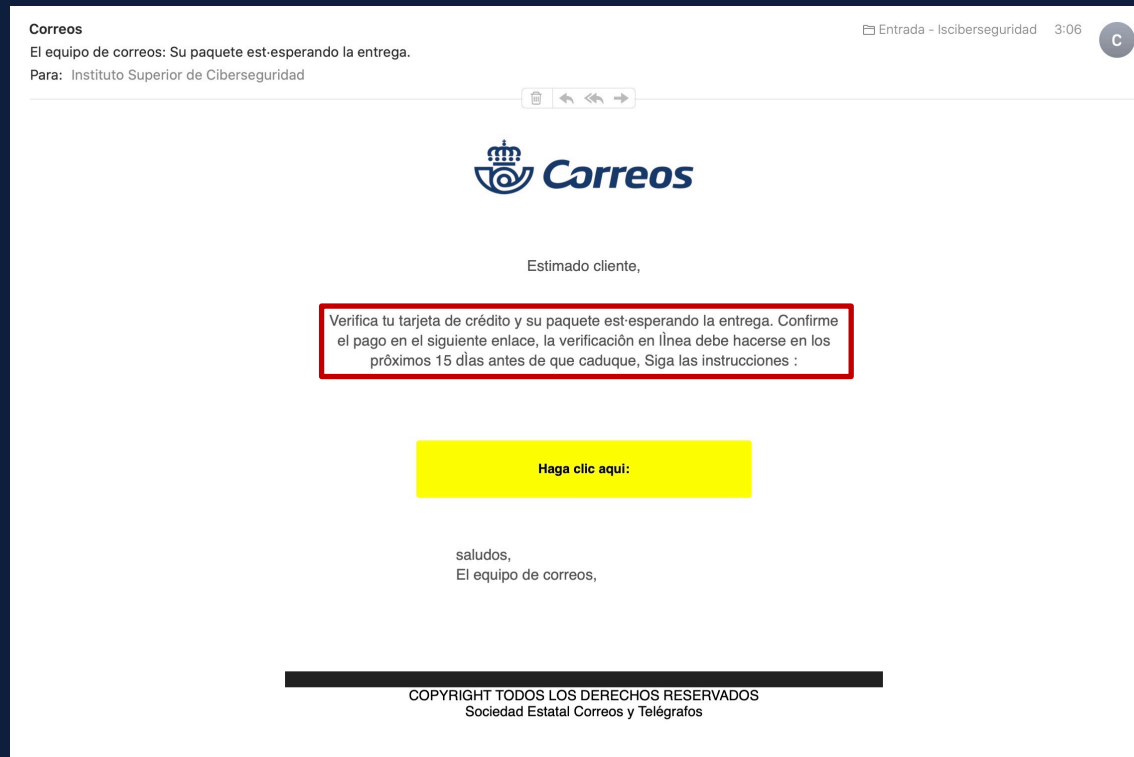 Correos
Entrada - Isciberseguridad 3:06
C
El equipo de correos: Su paquete est·esperando la entrega.
Para: Instituto Superior de Ciberseguridad
Correos
Estimado cliente,
Verifica tu tarjeta de crédito y su paquete est·esperando la entrega. Confirme
el pago en el siguiente enlace, la verificaciôn en lÌnea debe hacerse en los
prôximos 15 dÌas antes de que caduque, Siga las instrucciones :
Haga clic aqui:
saludos,
El equipo de correos,
COPYRIGHT TODOS LOS DERECHOS RESERVADOS
Sociedad Estatal Correos y Telégrafos